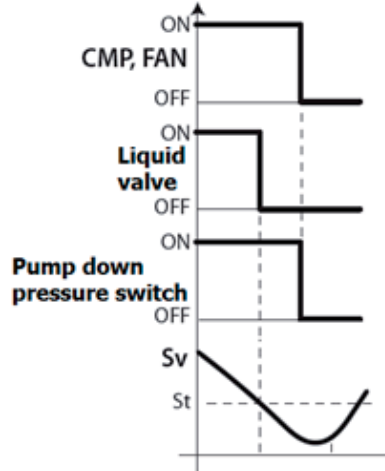 ON
CMP, FAN
OFF
ON
Liquid
valve
OFF
ON
Pump down
pressure switch
OFF
Sv
St